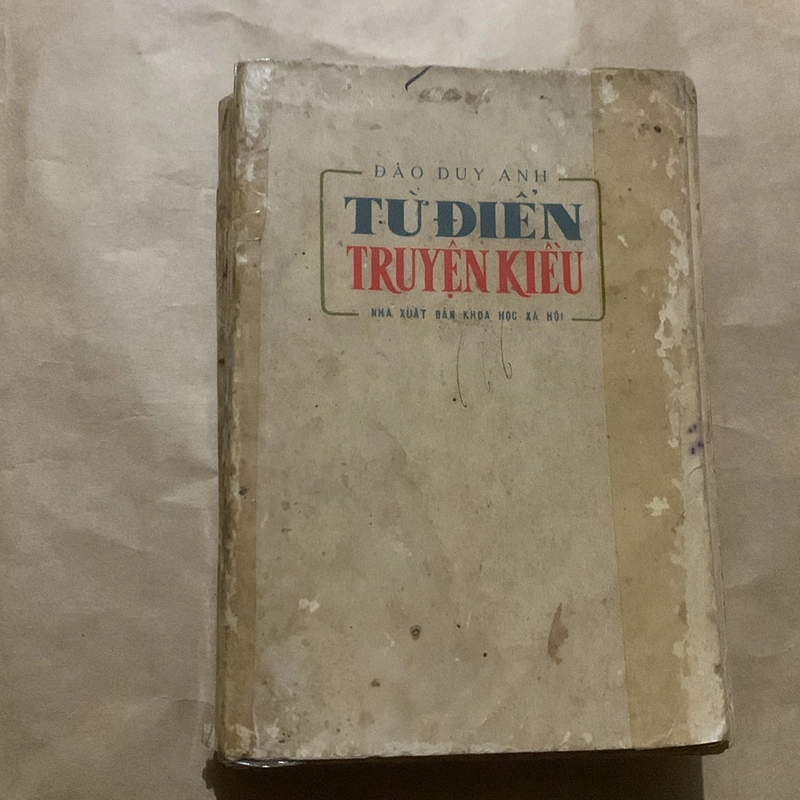 ĐÀO DUY ANH
TỪ ĐIỂN
TRUYỆN KIỀU
NHÀ XUẤT BẢN KHOA HỌC XÃ HỘI